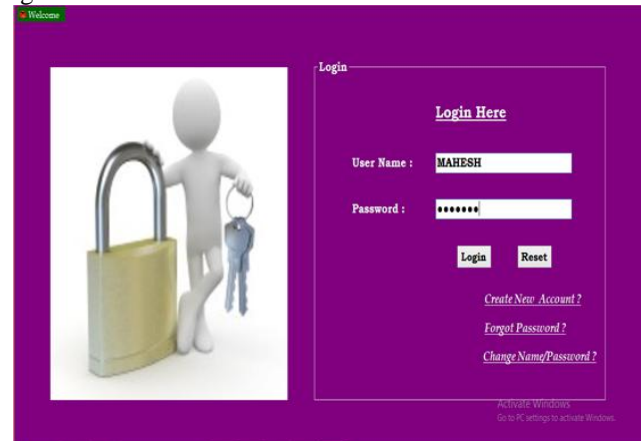 Welcome
Login
Login Here
User Name : MAHESH
Password : •••••••
Login Reset
Create New Account ?
Forgot Password ?
Change Name/Password ?
Activate Windows
Go to PC settings to activate Windows.